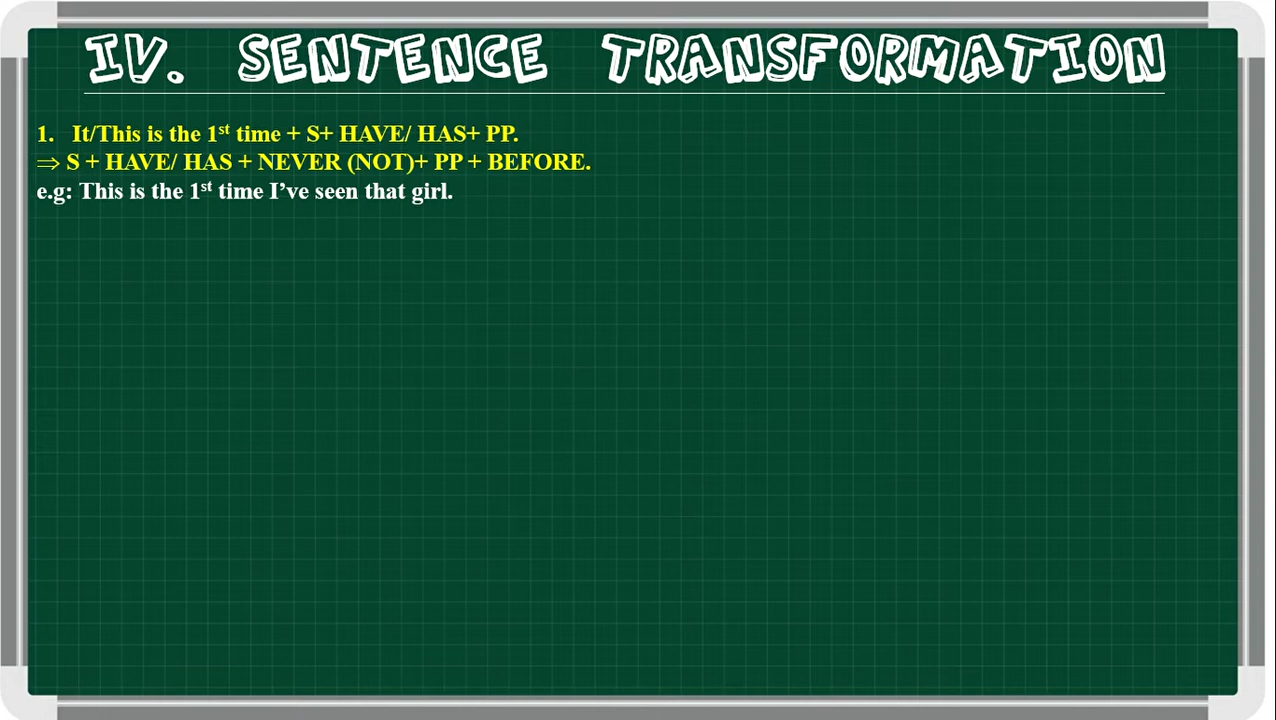 IV. SENTENCE TRANSFORMATION
1. It/This is the 1st time + S+ HAVE/ HAS+ PP.
⇒ S + HAVE/ HAS + NEVER (NOT)+ PP + BEFORE.
e.g: This is the 1st time I’ve seen that girl.